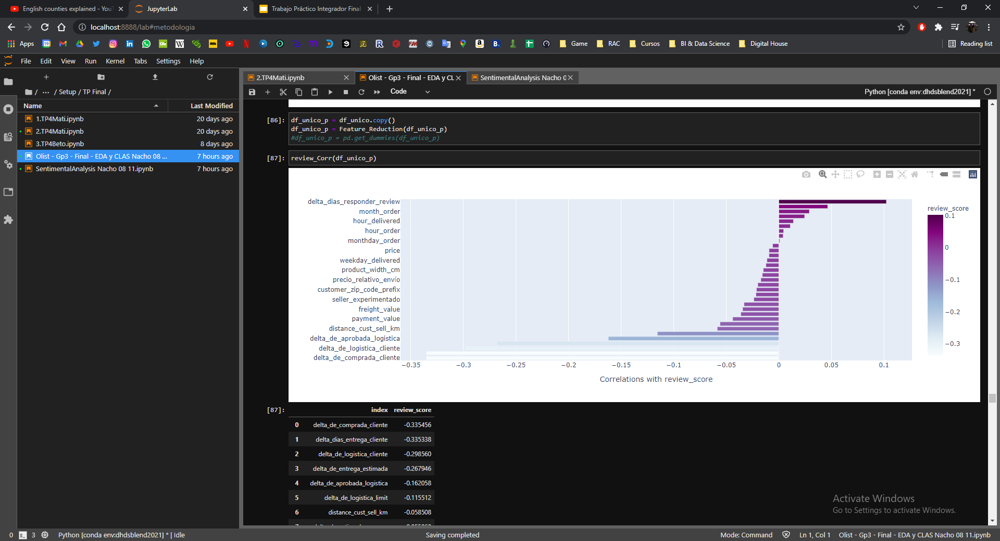 English counties explained - You
JupyterLab
Trabajo Práctico Integrador Final
localhost:8888/lab#metodologia
Apps
Game
RAC
Cursos
BI & Data Science
Digital House
Reading list
File Edit View Run Kernel Tabs Settings Help
2.TP4Mati.ipynb
Olist - Gp3 - Final - EDA y CL
SentimentalAnalysis Nacho 0
/ ··· / Setup / TP Final /
Code
Python [conda env:dhdsblend2021] *
Name Last Modified
1.TP4Mati.ipynb 20 days ago
2.TP4Mati.ipynb 20 days ago
3.TP4Beto.ipynb 8 days ago
Olist - Gp3 - Final - EDA y CLAS Nacho 08 ... 7 hours ago
SentimentalAnalysis Nacho 08 11.ipynb 7 hours ago
[86]: df_unico_p = df_unico.copy()
df_unico_p = Feature_Reduction(df_unico_p)
#df_unico_p = pd.get_dummies(df_unico_p)
[87]: review_Corr(df_unico_p)
delta_dias_responder_review
month_order
hour_delivered
hour_order
monthday_order
price
weekday_delivered
product_width_cm
precio_relativo_envío
customer_zip_code_prefix
seller_experimentado
freight_value
payment_value
distance_cust_sell_km
delta_de_aprobada_logistica
delta_de_logistica_cliente
delta_de_comprada_cliente
−0.35 −0.3 −0.25 −0.2 −0.15 −0.1 −0.05 0 0.05 0.1
Correlations with review_score
review_score
0.1
0
−0.1
−0.2
−0.3
[87]: index review_score
0 delta_de_comprada_cliente -0.335456
1 delta_dias_entrega_cliente -0.335338
2 delta_de_logistica_cliente -0.298560
3 delta_de_entrega_estimada -0.267946
4 delta_de_aprobada_logistica -0.162058
5 delta_de_logistica_limit -0.115512
6 distance_cust_sell_km -0.058508
Activate Windows
Go to Settings to activate Windows.
0 3 Python [conda env:dhdsblend2021] * | Idle
Saving completed
Mode: Command
Ln 1, Col 1
Olist - Gp3 - Final - EDA y CLAS Nacho 08 11.ipynb